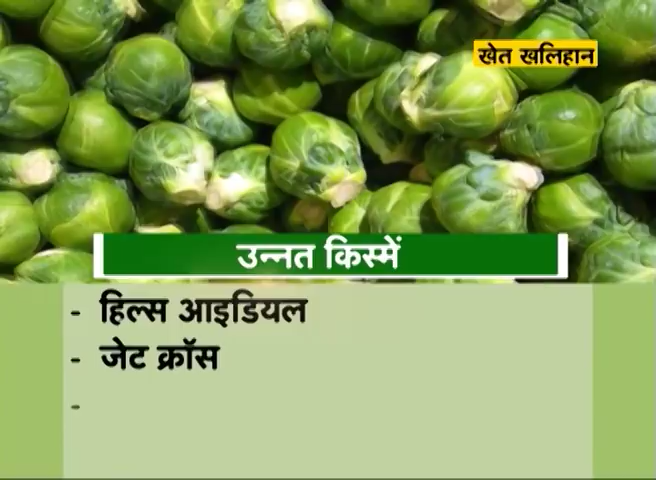 खेत खलिहान
उन्नत किस्में
- हिल्स आइडियल
- जेट क्रॉस
-